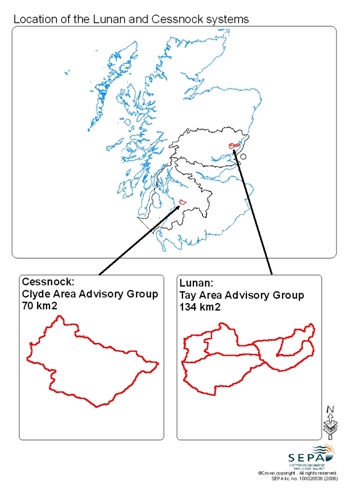 Location of the Lunan and Cessnock systems
Cessnock:
Clyde Area Advisory Group
70 km2
Lunan:
Tay Area Advisory Group
134 km2
N
SEPA
©Crown copyright. All rights reserved.
SEPA lic. no. 100020538 (2006)